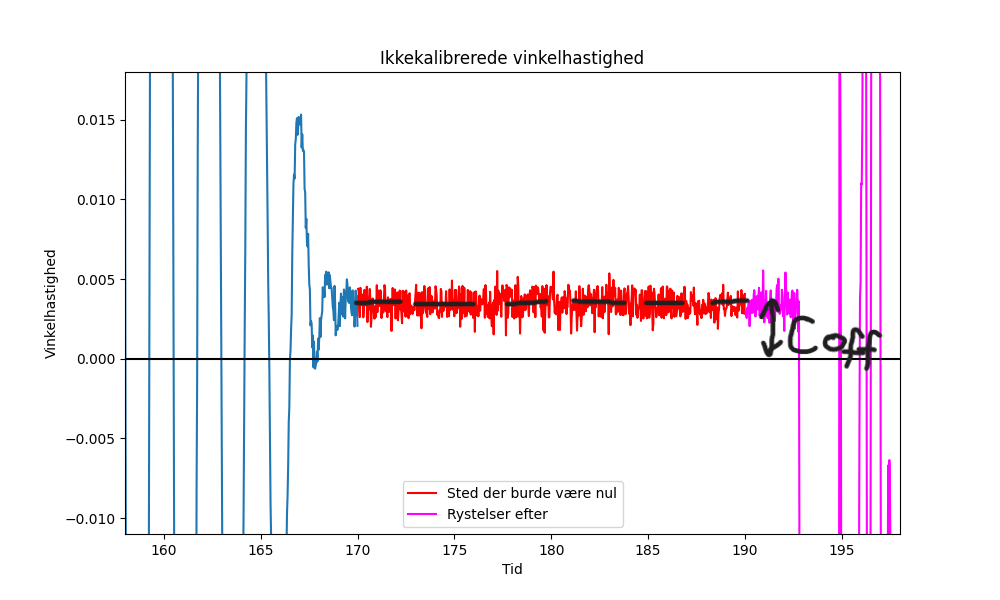 Ikkekalibrerede vinkelhastighed
0.015
0.010
0.005
0.000
−0.005
−0.010
Vinkelhastighed
Coff
Sted der burde være nul
Rystelser efter
160 165 170 175 180 185 190 195
Tid